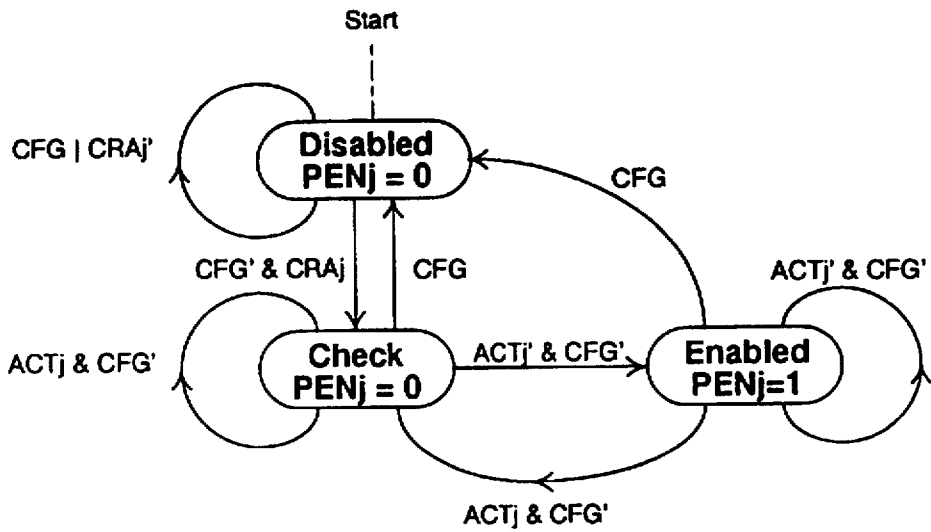 Start
CFG | CRAj'
Disabled
PENj = 0
CFG
CFG' & CRAj
CFG
ACTj' & CFG'
ACTj & CFG'
Check
PENj = 0
ACTj' & CFG'
Enabled
PENj=1
ACTj & CFG'